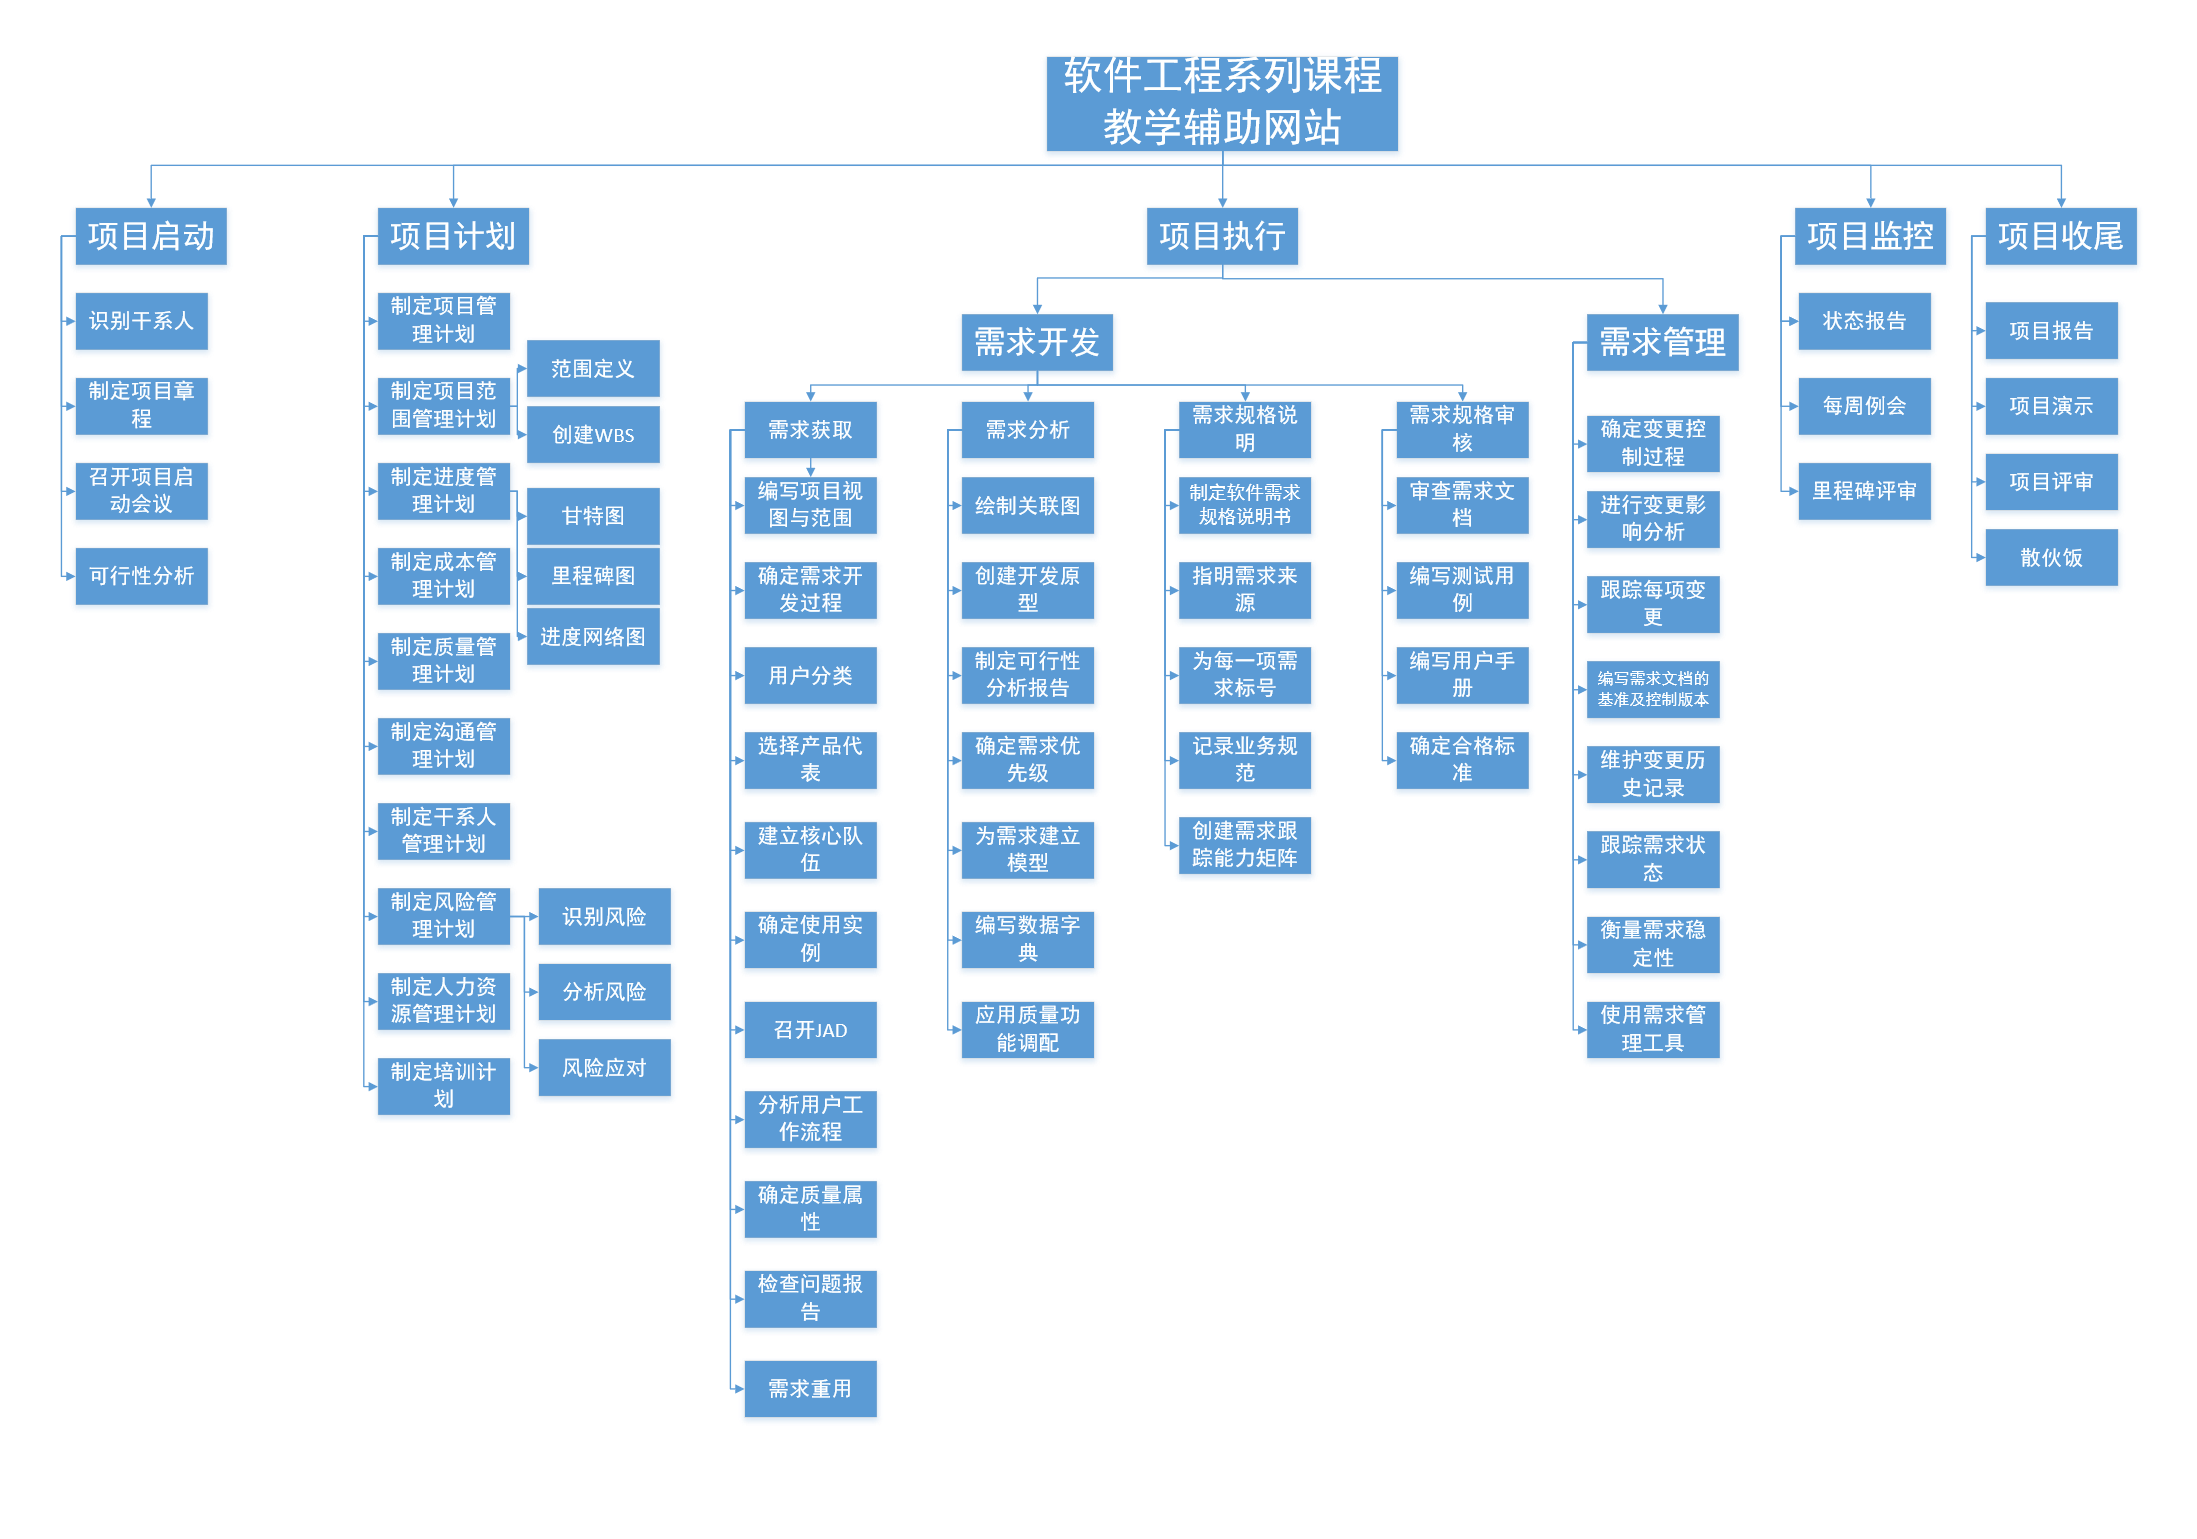 软件工程系列课程
教学辅助网站
项目启动
识别干系人
制定项目章
程
召开项目启
动会议
可行性分析
项目计划
制定项目管
理计划
制定项目范
围管理计划
范围定义
创建WBS
制定进度管
理计划
甘特图
里程碑图
进度网络图
制定成本管
理计划
制定质量管
理计划
制定沟通管
理计划
制定干系人
管理计划
制定风险管
理计划
识别风险
分析风险
风险应对
制定人力资
源管理计划
制定培训计
划
项目执行
需求开发
需求获取
编写项目视
图与范围
确定需求开
发过程
用户分类
选择产品代
表
建立核心队
伍
确定使用实
例
召开JAD
分析用户工
作流程
确定质量属
性
检查问题报
告
需求重用
需求分析
绘制关联图
创建开发原
型
制定可行性
分析报告
确定需求优
先级
为需求建立
模型
编写数据字
典
应用质量功
能调配
需求规格说
明
制定软件需求
规格说明书
指明需求来
源
为每一项需
求标号
记录业务规
范
创建需求跟
踪能力矩阵
需求规格审
核
审查需求文
档
编写测试用
例
编写用户手
册
确定合格标
准
需求管理
确定变更控
制过程
进行变更影
响分析
跟踪每项变
更
编写需求文档的
基准及控制版本
维护变更历
史记录
跟踪需求状
态
衡量需求稳
定性
使用需求管
理工具
项目监控
状态报告
每周例会
里程碑评审
项目收尾
项目报告
项目演示
项目评审
散伙饭